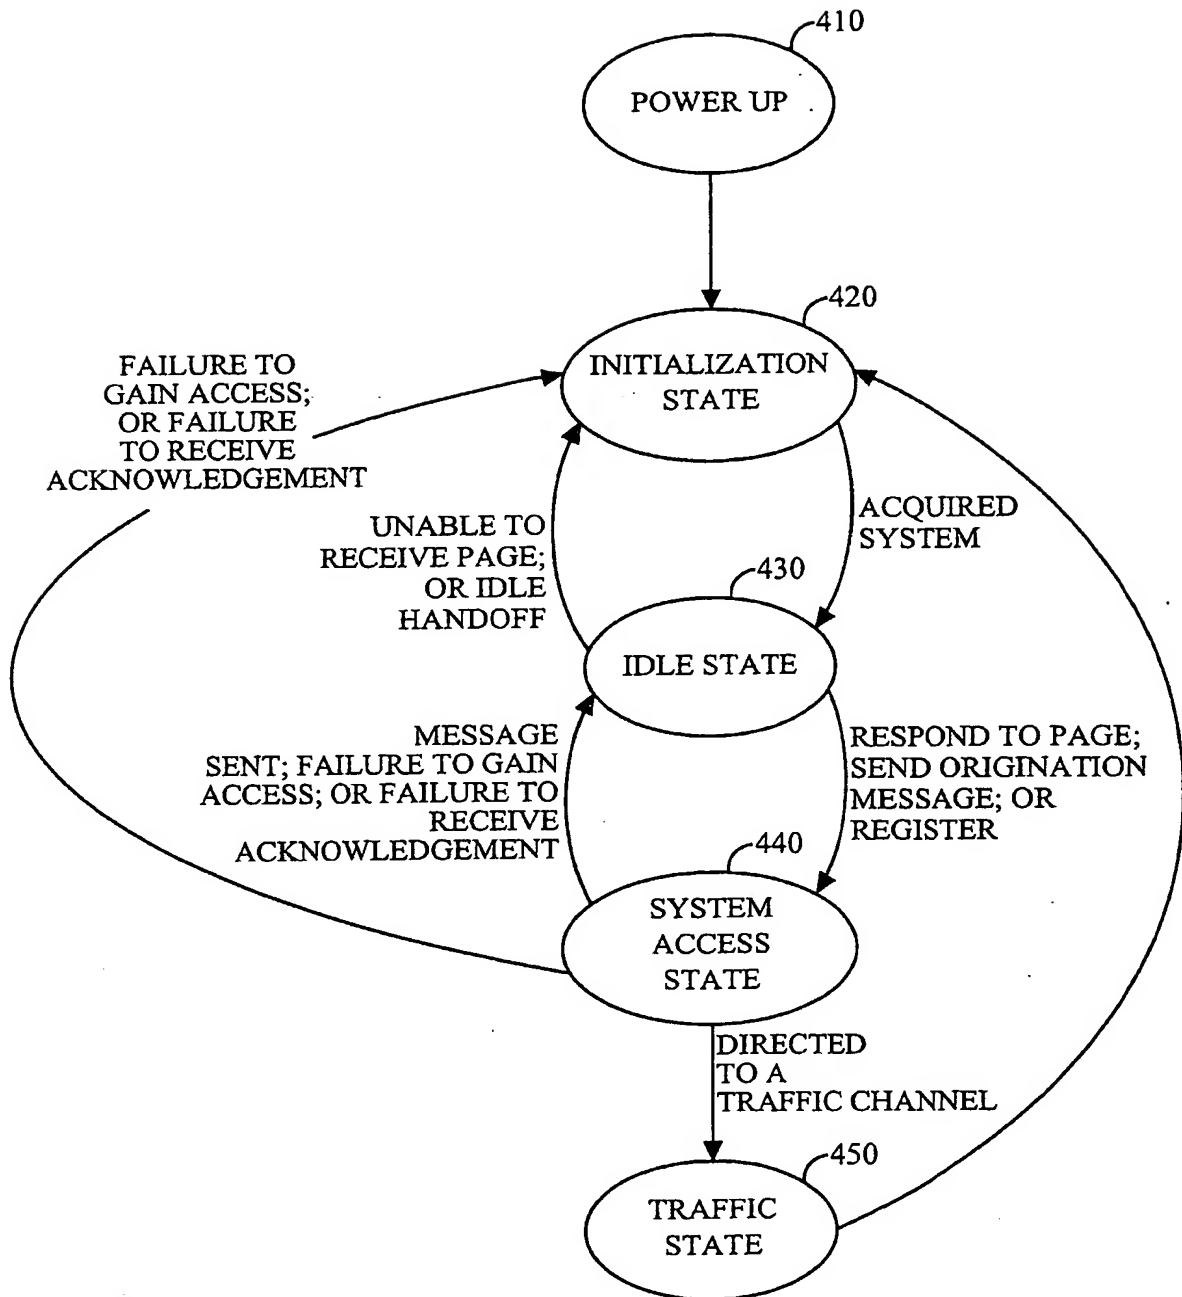 410
POWER UP
420
INITIALIZATION
STATE
FAILURE TO
GAIN ACCESS;
OR FAILURE
TO RECEIVE
ACKNOWLEDGEMENT
UNABLE TO
RECEIVE PAGE;
OR IDLE
HANDOFF
ACQUIRED
SYSTEM
430
IDLE STATE
MESSAGE
SENT; FAILURE TO GAIN
ACCESS; OR FAILURE TO
RECEIVE
ACKNOWLEDGEMENT
RESPOND TO PAGE;
SEND ORIGINATION
MESSAGE; OR
REGISTER
440
SYSTEM
ACCESS
STATE
DIRECTED
TO A
TRAFFIC CHANNEL
450
TRAFFIC
STATE